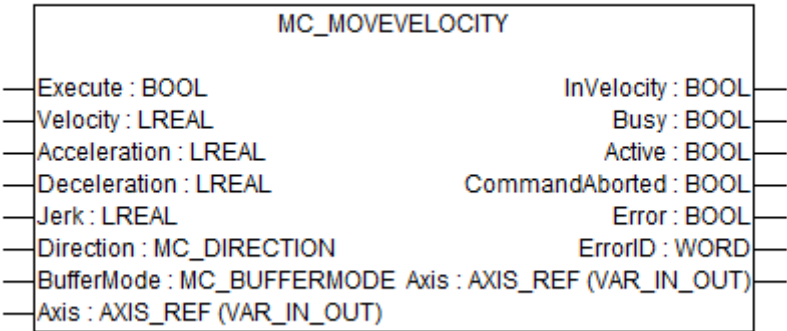 MC_MOVEVELOCITY
Execute : BOOL InVelocity : BOOL
Velocity : LREAL Busy : BOOL
Acceleration : LREAL Active : BOOL
Deceleration : LREAL CommandAborted : BOOL
Jerk : LREAL Error : BOOL
Direction : MC_DIRECTION ErrorID : WORD
BufferMode : MC_BUFFERMODE Axis : AXIS_REF (VAR_IN_OUT)
Axis : AXIS_REF (VAR_IN_OUT)